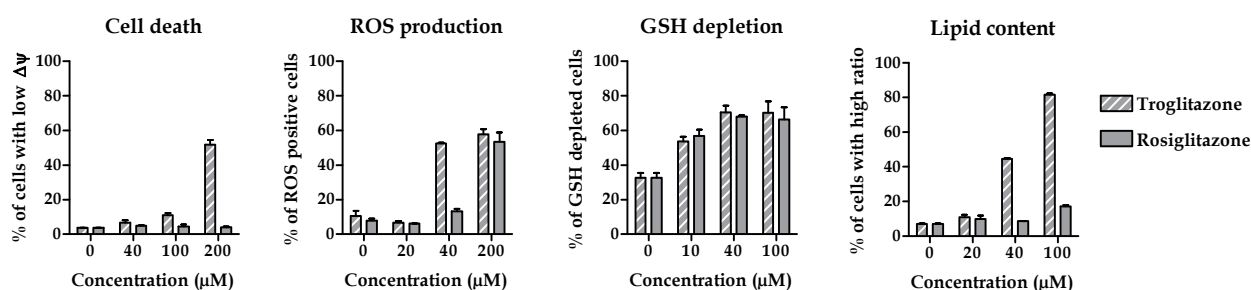 Cell death
% of cells with low Δψ
100
80
60
40
20
0
0 40 100 200
Concentration (µM)
ROS production
% of ROS positive cells
100
80
60
40
20
0
0 20 40 200
Concentration (µM)
GSH depletion
% of GSH depleted cells
100
80
60
40
20
0
0 10 40 100
Concentration (µM)
Lipid content
% of cells with high ratio
100
80
60
40
20
0
0 20 40 100
Concentration (µM)
Troglitazone
Rosiglitazone